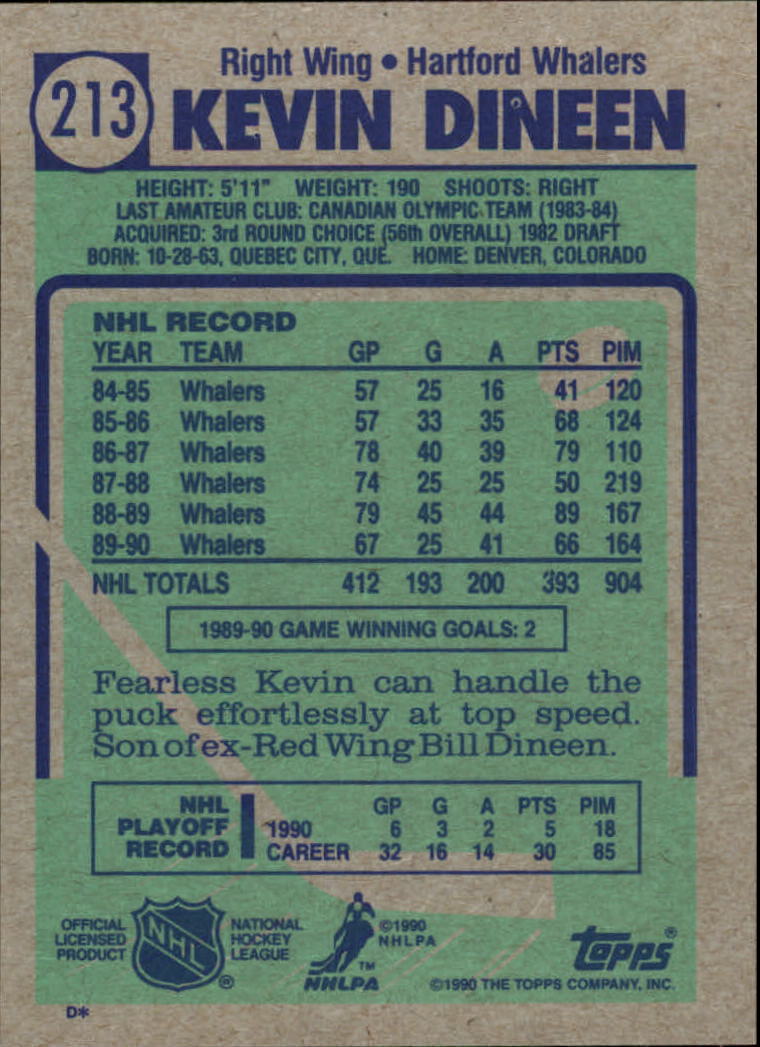 213
Right Wing • Hartford Whalers
KEVIN DINEEN
HEIGHT: 5'11" WEIGHT: 190 SHOOTS: RIGHT
LAST AMATEUR CLUB: CANADIAN OLYMPIC TEAM (1983-84)
ACQUIRED: 3rd ROUND CHOICE (56th OVERALL) 1982 DRAFT
BORN: 10-28-63, QUEBEC CITY, QUE. HOME: DENVER, COLORADO
NHL RECORD
YEAR TEAM GP G A PTS PIM
84-85 Whalers 57 25 16 41 120
85-86 Whalers 57 33 35 68 124
86-87 Whalers 78 40 39 79 110
87-88 Whalers 74 25 25 50 219
88-89 Whalers 79 45 44 89 167
89-90 Whalers 67 25 41 66 164
NHL TOTALS 412 193 200 393 904
1989-90 GAME WINNING GOALS: 2
Fearless Kevin can handle the
puck effortlessly at top speed.
Son of ex-Red Wing Bill Dineen.
NHL PLAYOFF RECORD
GP G A PTS PIM
1990 6 3 2 5 18
CAREER 32 16 14 30 85
OFFICIAL
LICENSED
PRODUCT
NHL
®
NATIONAL
HOCKEY
LEAGUE
TM
NHLPA
©1990
NHLPA
TOPPS®
©1990 THE TOPPS COMPANY, INC.
D*